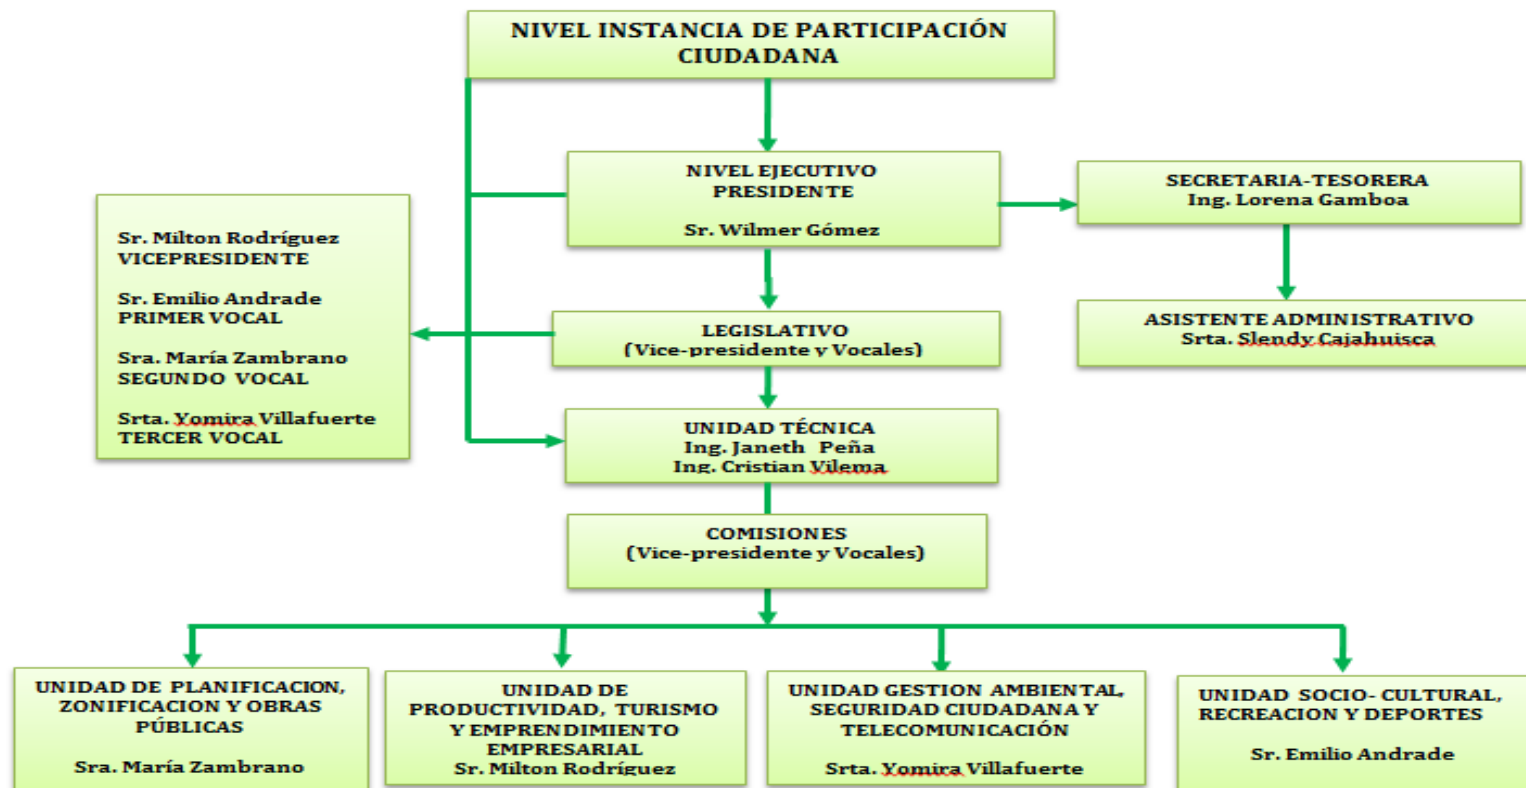 NIVEL INSTANCIA DE PARTICIPACIÓN
CIUDADANA
NIVEL EJECUTIVO
PRESIDENTE
Sr. Wilmer Gómez
SECRETARIA-TESORERA
Ing. Lorena Gamboa
ASISTENTE ADMINISTRATIVO
Srta. Slendy Cajahuisca
Sr. Milton Rodríguez
VICEPRESIDENTE
Sr. Emilio Andrade
PRIMER VOCAL
Sra. María Zambrano
SEGUNDO VOCAL
Srta. Yomira Villafuerte
TERCER VOCAL
LEGISLATIVO
(Vice-presidente y Vocales)
UNIDAD TÉCNICA
Ing. Janeth Peña
Ing. Cristian Vilema
COMISIONES
(Vice-presidente y Vocales)
UNIDAD DE PLANIFICACION,
ZONIFICACION Y OBRAS
PÚBLICAS
Sra. María Zambrano
UNIDAD DE
PRODUCTIVIDAD, TURISMO
Y EMPRENDIMIENTO
EMPRESARIAL
Sr. Milton Rodríguez
UNIDAD GESTION AMBIENTAL,
SEGURIDAD CIUDADANA Y
TELECOMUNICACIÓN
Srta. Yomira Villafuerte
UNIDAD SOCIO- CULTURAL,
RECREACION Y DEPORTES
Sr. Emilio Andrade